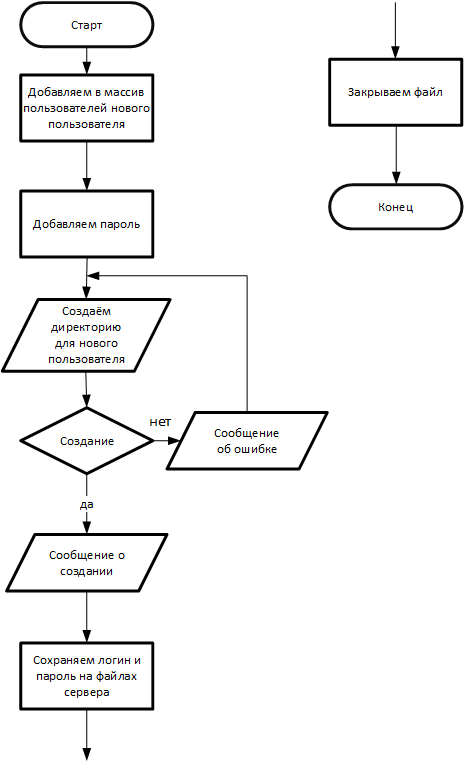 Старт
Добавляем в массив
пользователей нового
пользователя
Добавляем пароль
Создаём
директорию
для нового
пользователя
Создание
нет
Сообщение
об ошибке
да
Сообщение о
создании
Сохраняем логин и
пароль на файлах
сервера
Закрываем файл
Конец